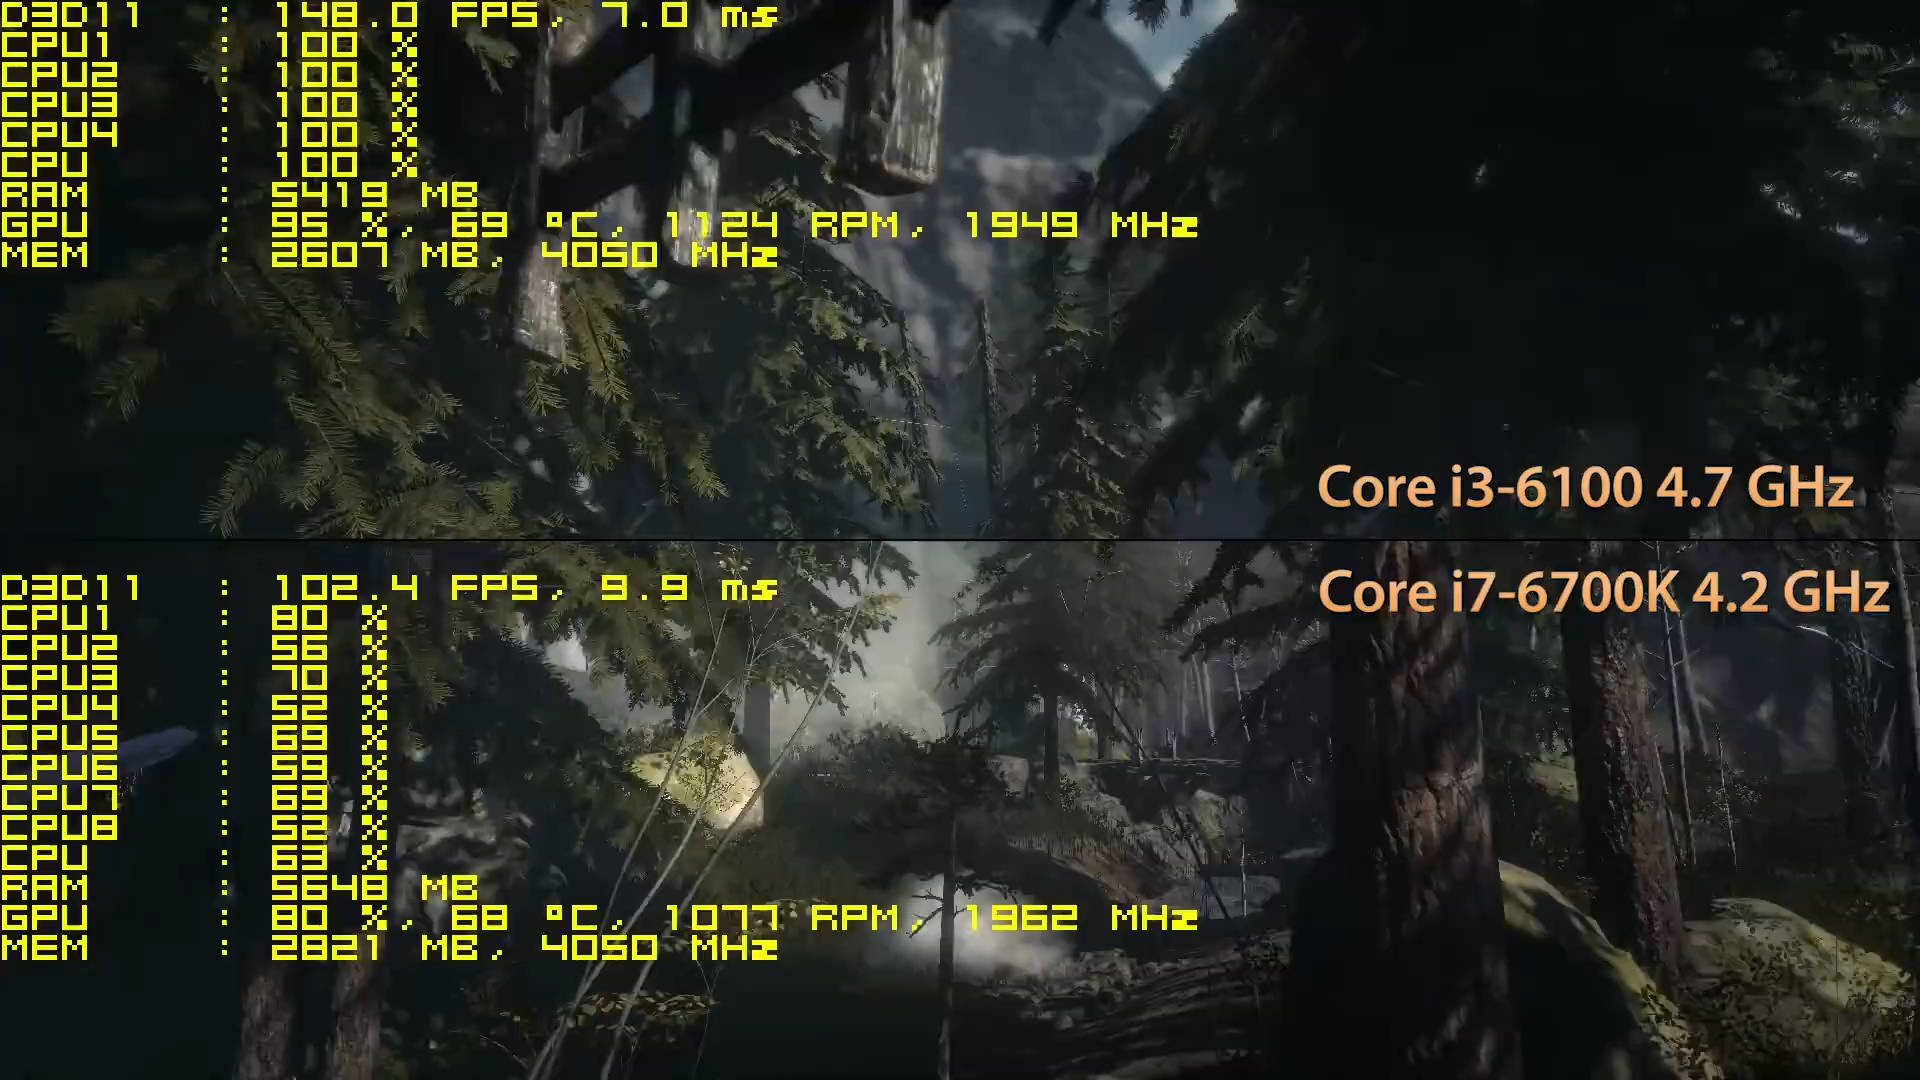 D3D11 : 148.0 FPS, 7.0 ms
CPU1 : 100 %
CPU2 : 100 %
CPU3 : 100 %
CPU4 : 100 %
CPU : 100 %
RAM : 5419 MB
GPU : 95 %, 69 °C, 1124 RPM, 1949 MHz
MEM : 2607 MB, 4050 MHz
Core i3-6100 4.7 GHz
Core i7-6700K 4.2 GHz
D3D11 : 102.4 FPS, 9.9 ms
CPU1 : 80 %
CPU2 : 56 %
CPU3 : 70 %
CPU4 : 52 %
CPU5 : 69 %
CPU6 : 59 %
CPU7 : 69 %
CPU8 : 52 %
CPU : 63 %
RAM : 5648 MB
GPU : 80 %, 68 °C, 1077 RPM, 1962 MHz
MEM : 2821 MB, 4050 MHz